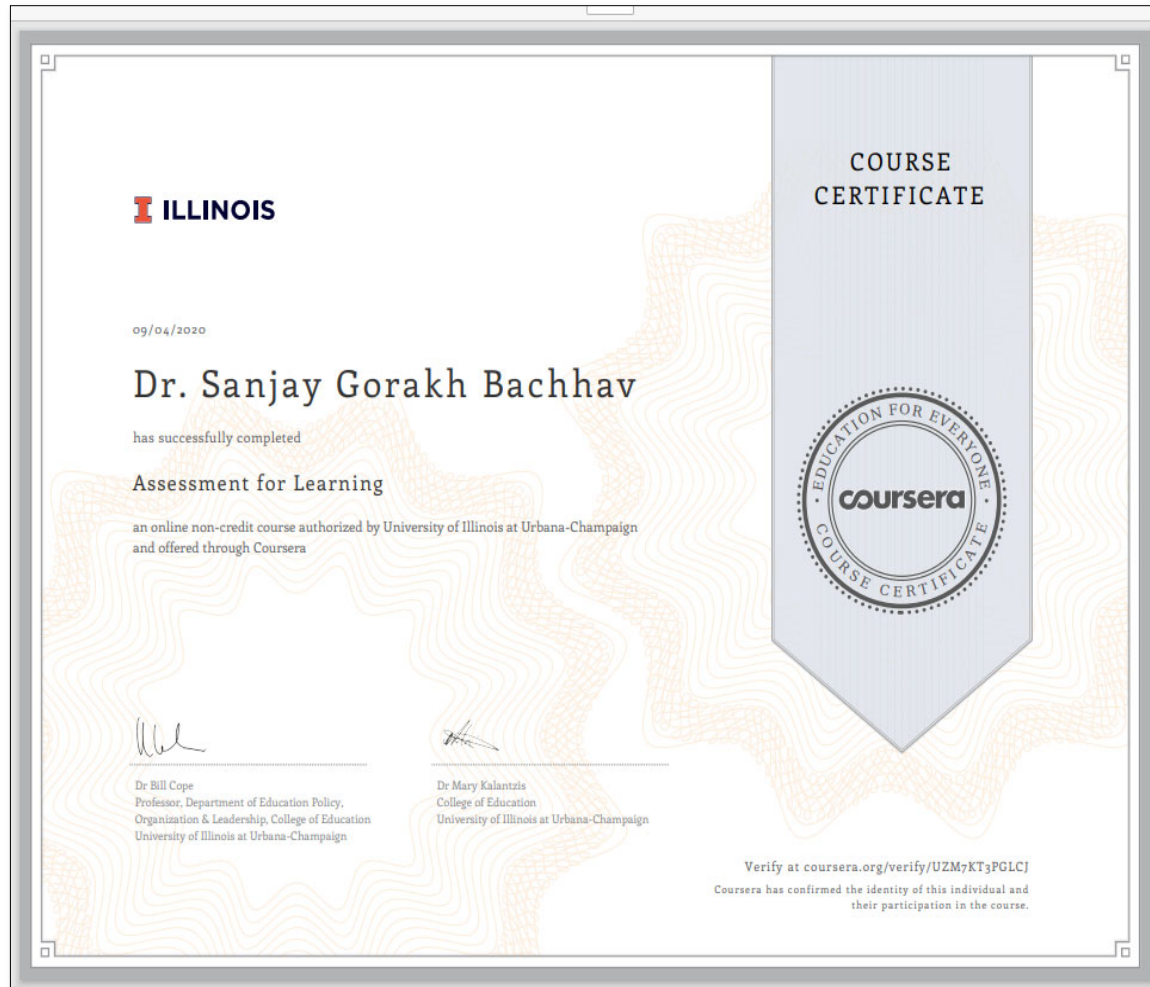 ILLINOIS
COURSE
CERTIFICATE
09/04/2020
Dr. Sanjay Gorakh Bachhav
has successfully completed
Assessment for Learning
an online non-credit course authorized by University of Illinois at Urbana-Champaign
and offered through Coursera
EDUCATION FOR EVERYONE
coursera
COURSE CERTIFICATE
Dr Bill Cope
Professor, Department of Education Policy,
Organization & Leadership, College of Education
University of Illinois at Urbana-Champaign
Dr Mary Kalantzis
College of Education
University of Illinois at Urbana-Champaign
Verify at coursera.org/verify/UZM7KT3PGLCJ
Coursera has confirmed the identity of this individual and
their participation in the course.